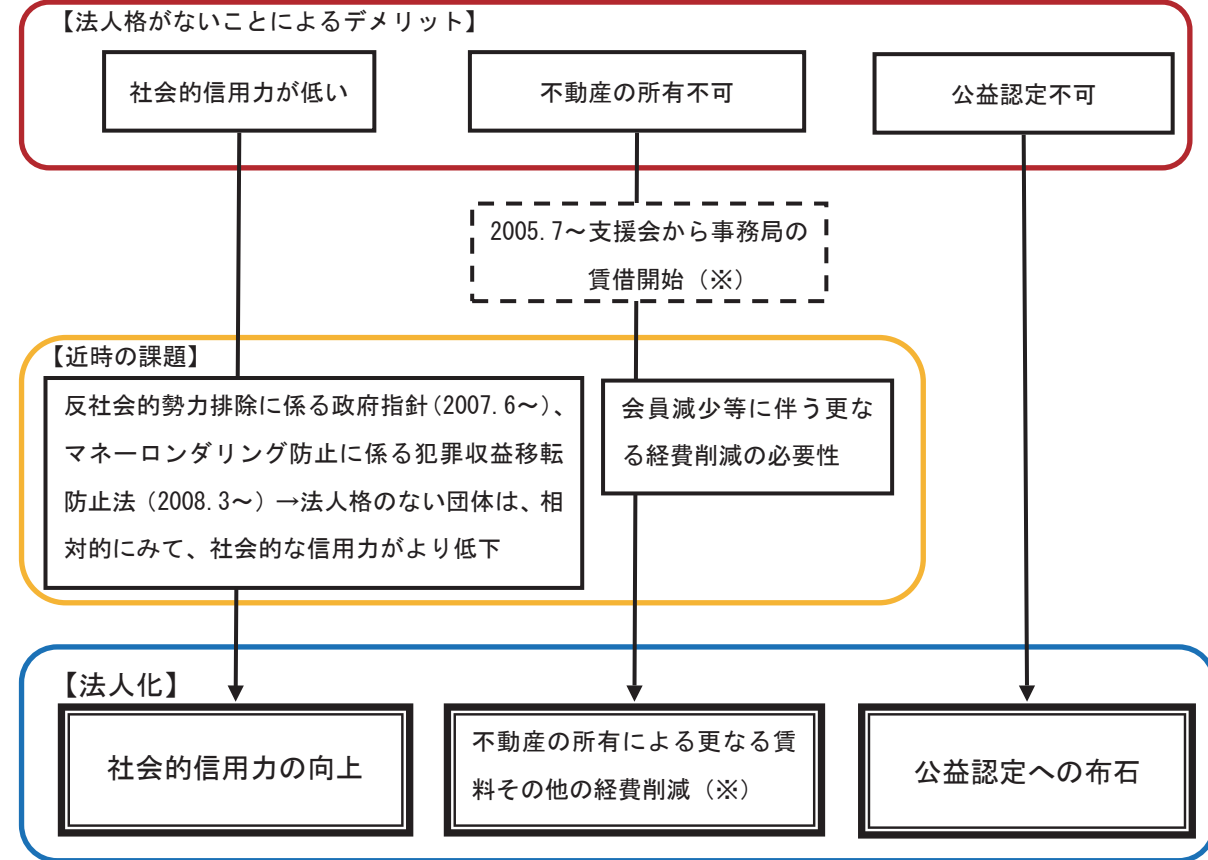 【法人格がないことによるデメリット】
社会的信用力が低い
不動産の所有不可
公益認定不可
2005.7～支援会から事務局の
賃借開始（※）
【近時の課題】
反社会的勢力排除に係る政府指針(2007.6～)、
マネーロンダリング防止に係る犯罪収益移転
防止法（2008.3～）→法人格のない団体は、相
対的にみて、社会的な信用力がより低下
会員減少等に伴う更な
る経費削減の必要性
【法人化】
社会的信用力の向上
不動産の所有による更なる賃
料その他の経費削減（※）
公益認定への布石